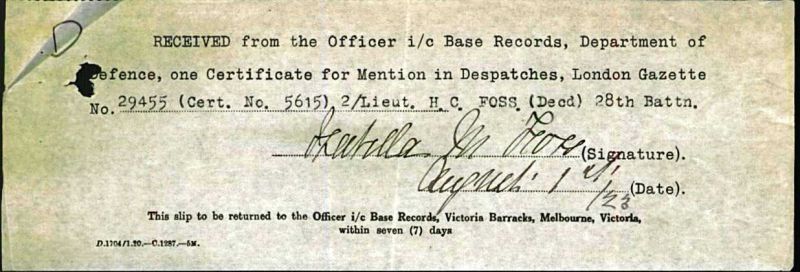 RECEIVED from the Officer i/c Base Records, Department of
Defence, one Certificate for Mention in Despatches, London Gazette
No. 29455 (Cert. No. 5615), 2/Lieut. H.C. FOSS. (Decd) 28th Battn.
Isabella M Foss (Signature).
August 1st/23 (Date).
This slip to be returned to the Officer i/c Base Records, Victoria Barracks, Melbourne, Victoria,
within seven (7) days
D.1704/1.20.—C.1287.—5M.